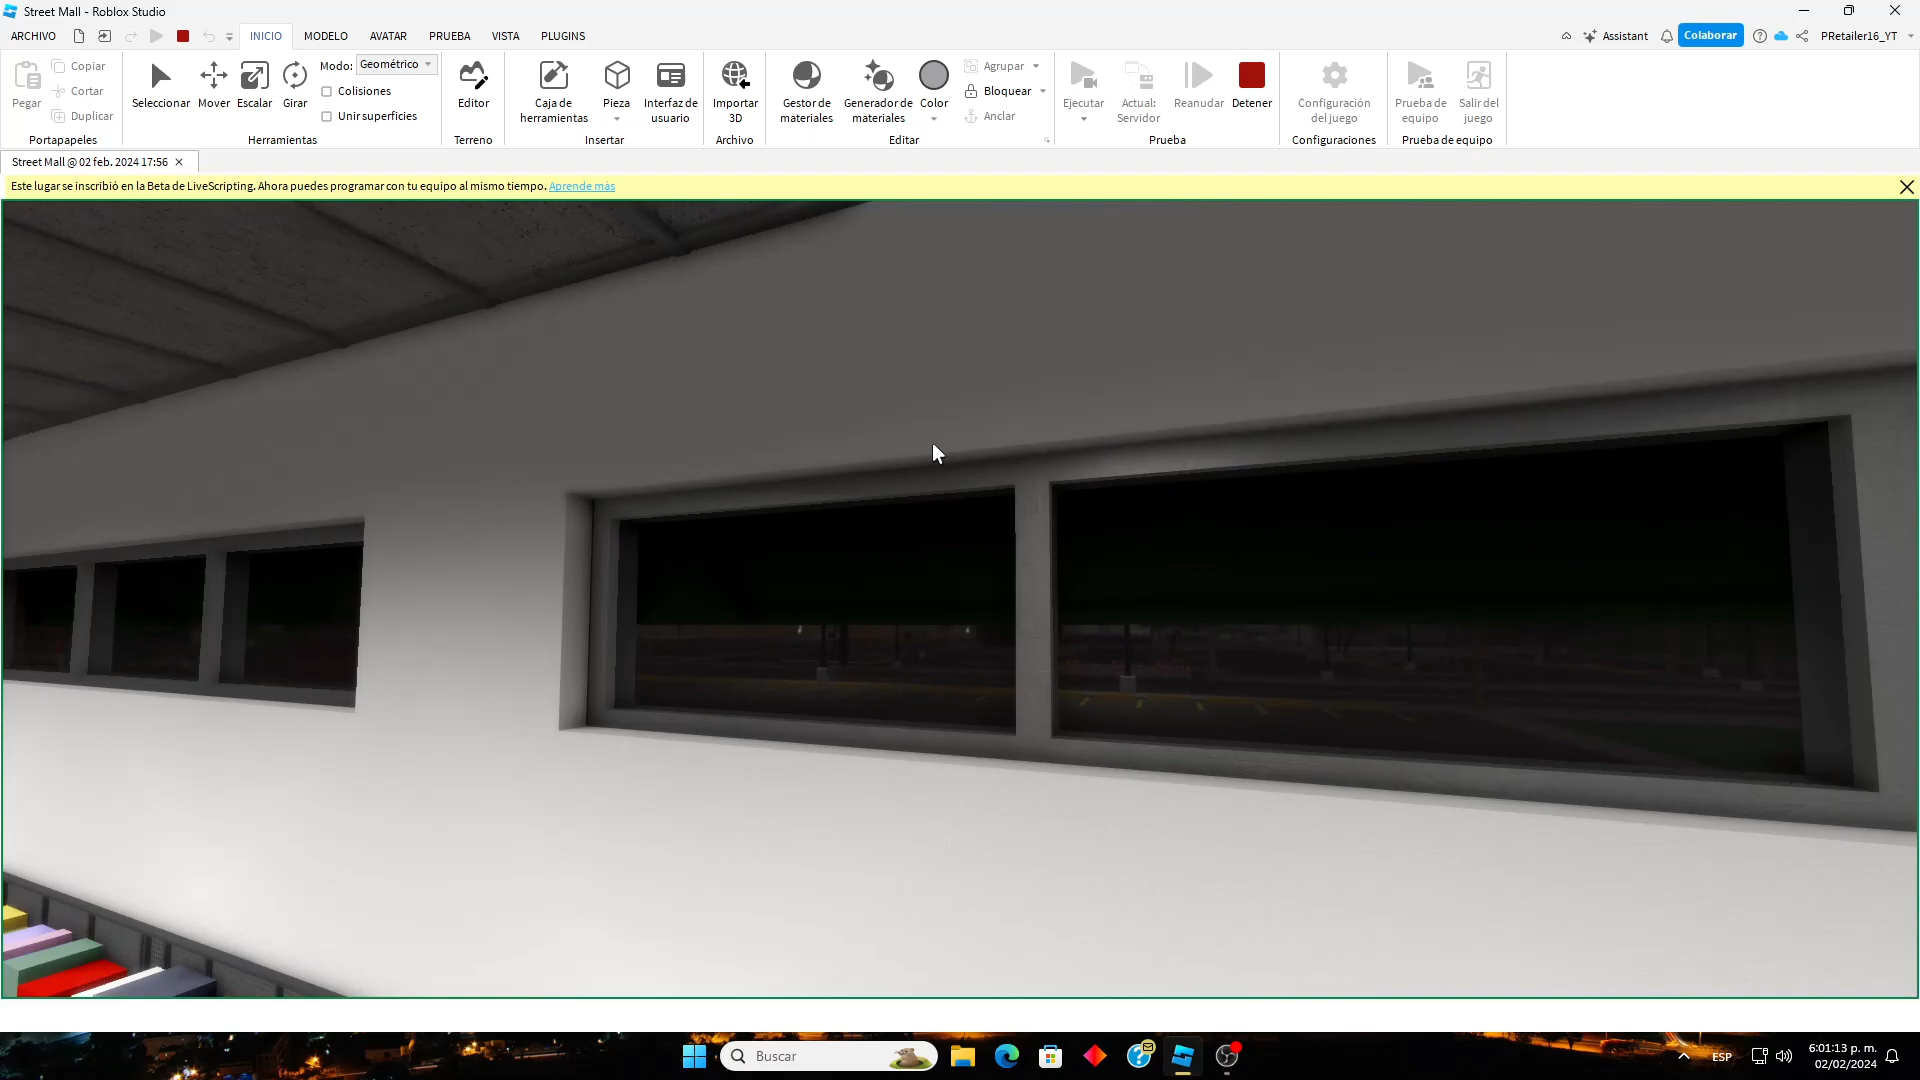 Street Mall - Roblox Studio
ARCHIVO INICIO MODELO AVATAR PRUEBA VISTA PLUGINS Assistant Colaborar PRetailer16_YT
Pegar
Copiar
Cortar
Duplicar
Portapapeles
Seleccionar Mover Escalar Girar
Modo: Geométrico
Colisiones
Unir superficies
Herramientas
Editor
Terreno
Caja de herramientas
Pieza
Interfaz de usuario
Insertar
Importar 3D
Archivo
Gestor de materiales
Generador de materiales
Color
Agrupar
Bloquear
Anclar
Editar
Ejecutar
Actual: Servidor
Reanudar
Detener
Prueba
Configuración del juego
Configuraciones
Prueba de equipo
Salir del juego
Prueba de equipo
Street Mall @ 02 feb. 2024 17:56
Este lugar se inscribió en la Beta de LiveScripting. Ahora puedes programar con tu equipo al mismo tiempo. Aprende más
Buscar
ESP
6:01:13 p. m.
02/02/2024